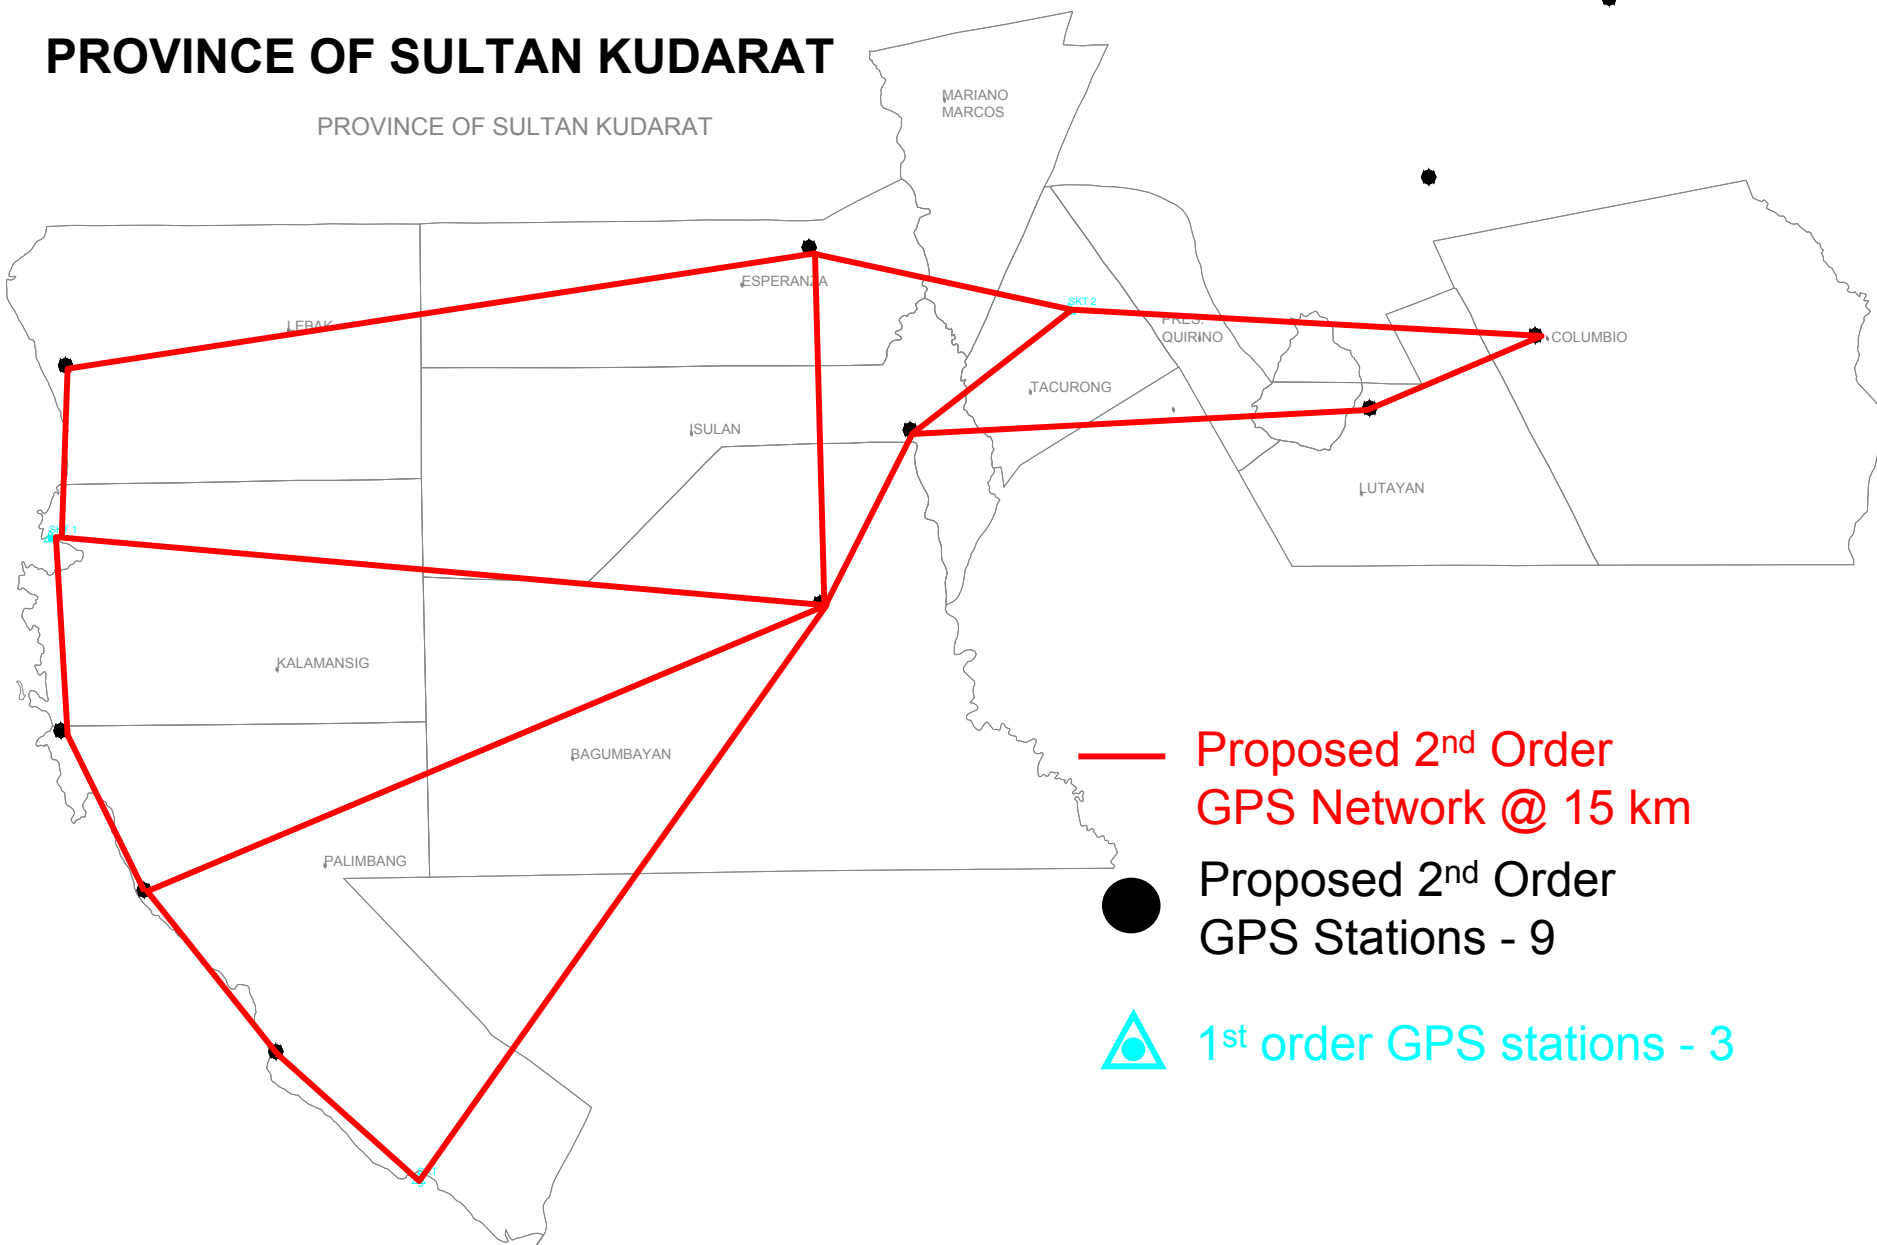 PROVINCE OF SULTAN KUDARAT
PROVINCE OF SULTAN KUDARAT
MARIANO
MARCOS
ESPERANZA
LEBAK
SKT 2
PRES.
QUIRINO
COLUMBIO
TACURONG
ISULAN
LUTAYAN
SKT 1
KALAMANSIG
BAGUMBAYAN
PALIMBANG
Proposed 2nd Order
GPS Network @ 15 km
Proposed 2nd Order
GPS Stations - 9
1st order GPS stations - 3